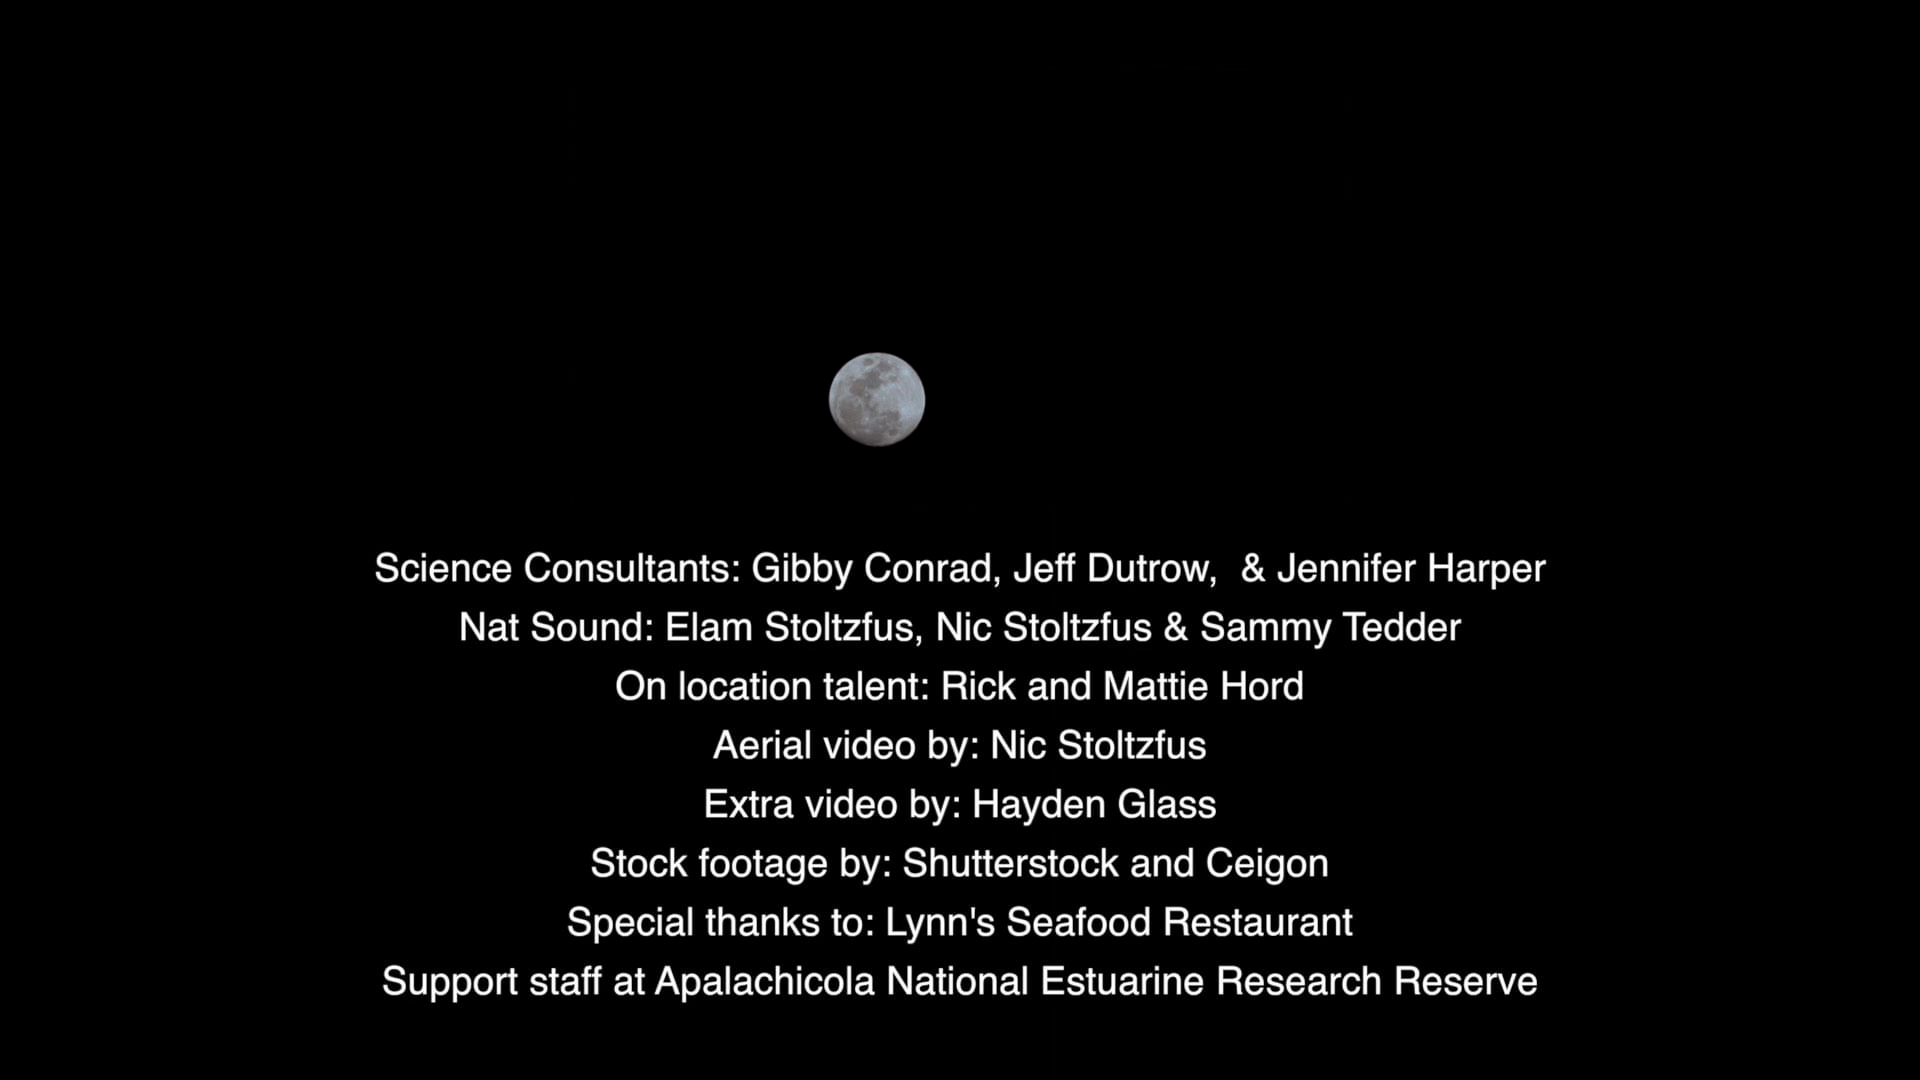 Science Consultants: Gibby Conrad, Jeff Dutrow,  & Jennifer Harper
Nat Sound: Elam Stoltzfus, Nic Stoltzfus & Sammy Tedder
On location talent: Rick and Mattie Hord
Aerial video by: Nic Stoltzfus
Extra video by: Hayden Glass
Stock footage by: Shutterstock and Ceigon
Special thanks to: Lynn's Seafood Restaurant
Support staff at Apalachicola National Estuarine Research Reserve